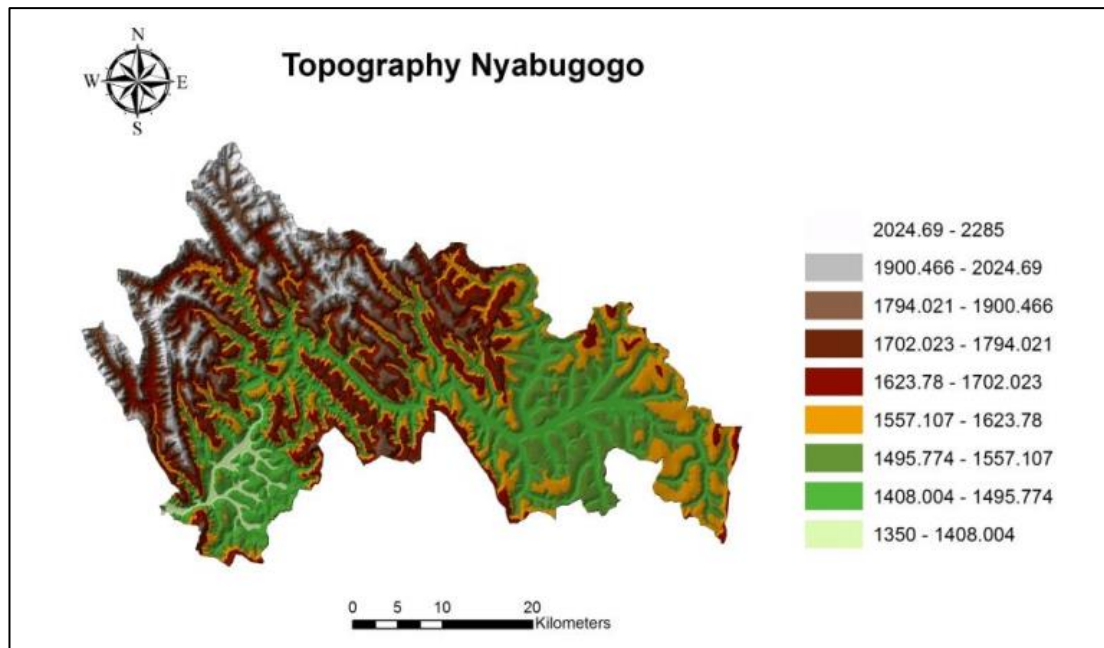 N
W E
S
Topography Nyabugogo
2024.69 - 2285
1900.466 - 2024.69
1794.021 - 1900.466
1702.023 - 1794.021
1623.78 - 1702.023
1557.107 - 1623.78
1495.774 - 1557.107
1408.004 - 1495.774
1350 - 1408.004
0 5 10 20
Kilometers